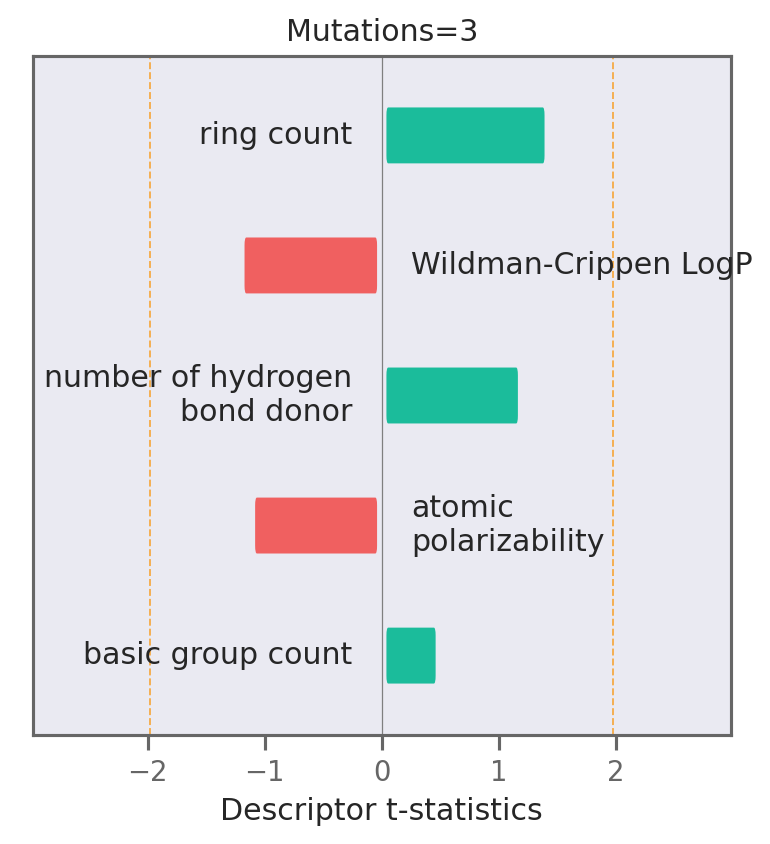 Mutations=3
ring count
Wildman-Crippen LogP
number of hydrogen
bond donor
atomic
polarizability
basic group count
−2 −1 0 1 2
Descriptor t-statistics